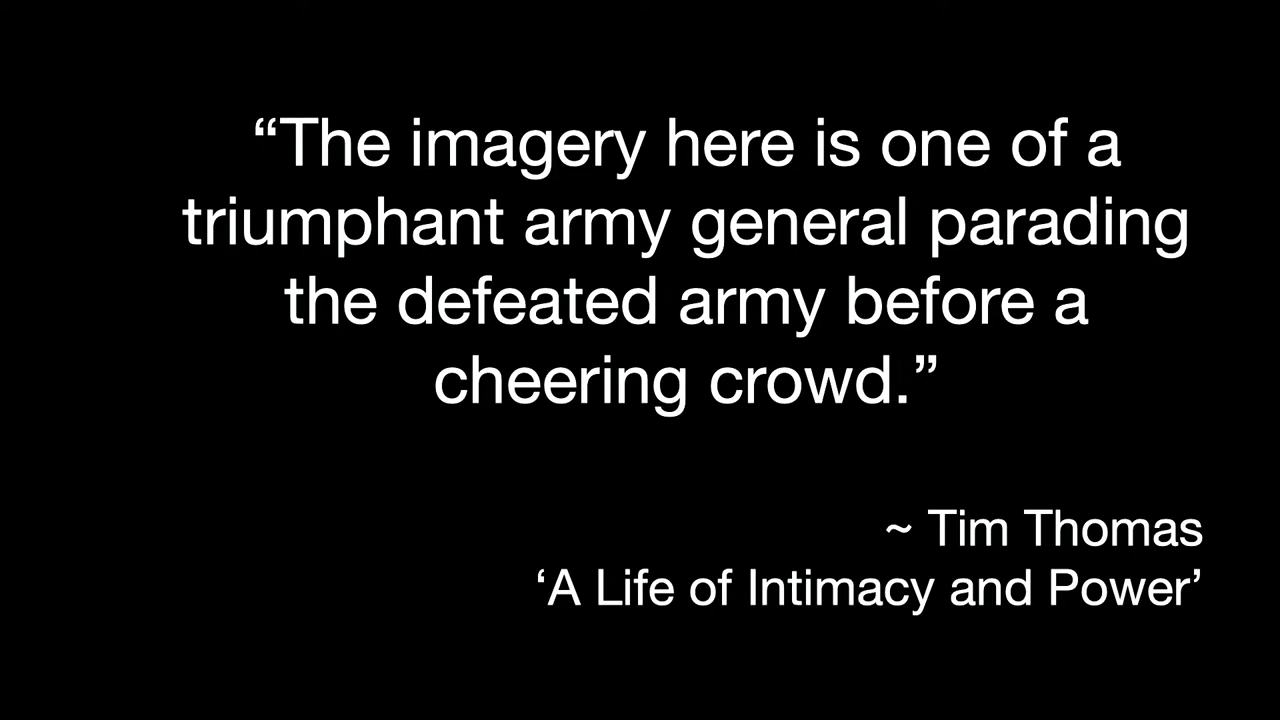 “The imagery here is one of a
triumphant army general parading
the defeated army before a
cheering crowd.”
~ Tim Thomas
‘A Life of Intimacy and Power’